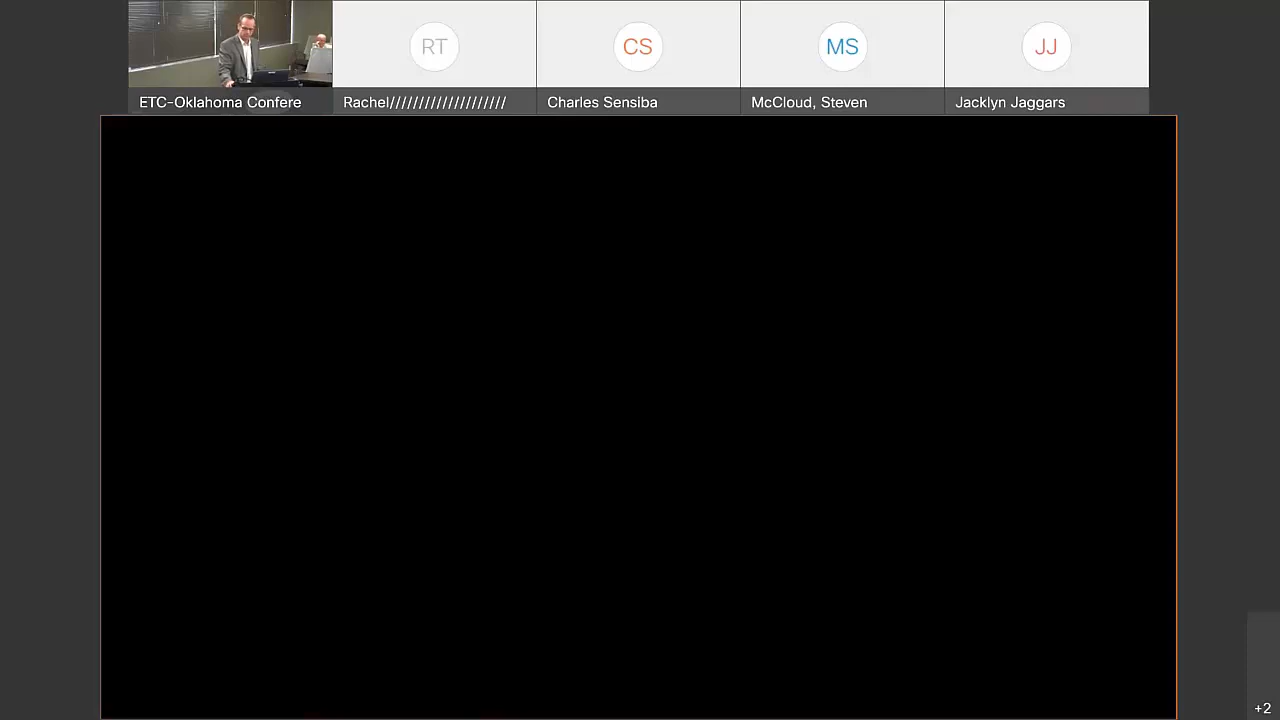 RT
CS
MS
JJ
ETC-Oklahoma Confere
Rachel////////////////////
Charles Sensiba
McCloud, Steven
Jacklyn Jaggars
+2